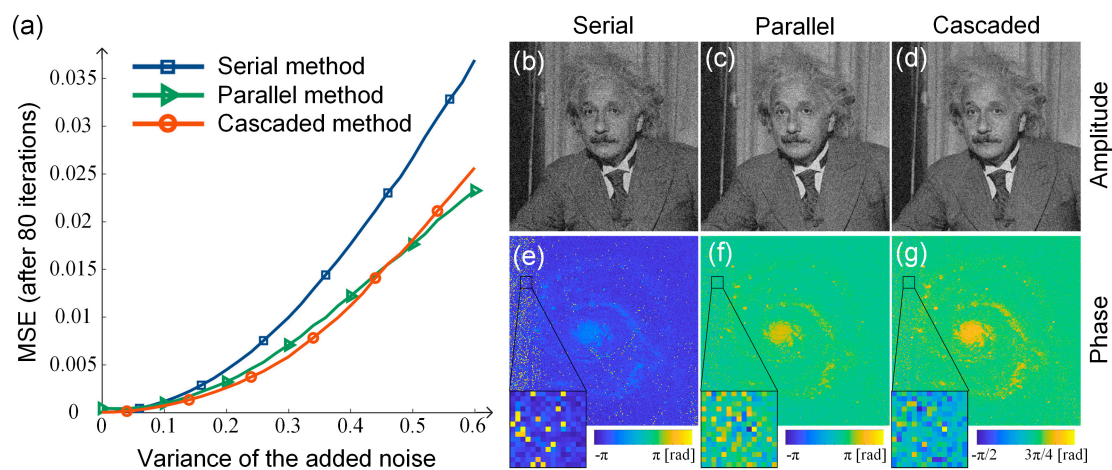 (a)
MSE (after 80 iterations)
0.035
0.03
0.025
0.02
0.015
0.01
0.005
0
Serial method
Parallel method
Cascaded method
0
0.1
0.2
0.3
0.4
0.5
0.6
Variance of the added noise
Serial
Parallel
Cascaded
(b)
(c)
(d)
Amplitude
(e)
(f)
(g)
Phase
-π π [rad]
-π π [rad]
-π/2 3π/4 [rad]